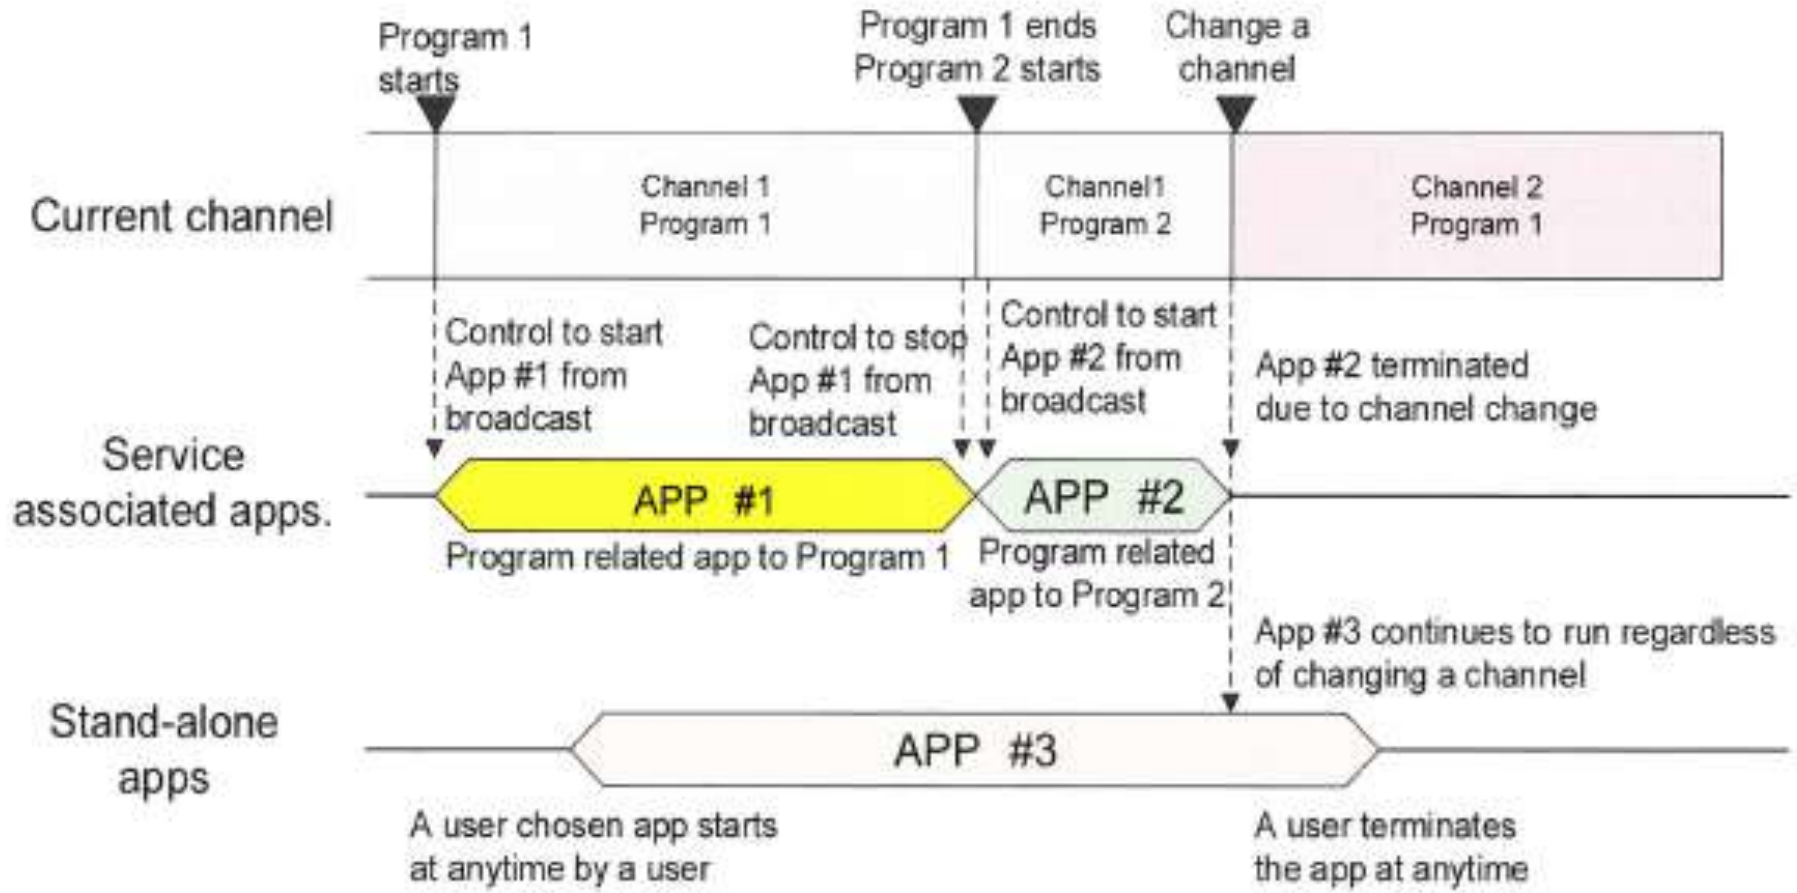 Program 1
starts
Program 1 ends
Program 2 starts
Change a
channel
Current channel
Channel 1
Program 1
Channel1
Program 2
Channel 2
Program 1
Control to start
App #1 from
broadcast
Control to stop
App #1 from
broadcast
Control to start
App #2 from
broadcast
App #2 terminated
due to channel change
Service
associated apps.
APP #1
APP #2
Program related app to Program 1
Program related
app to Program 2
App #3 continues to run regardless
of changing a channel
Stand-alone
apps
APP #3
A user chosen app starts
at anytime by a user
A user terminates
the app at anytime